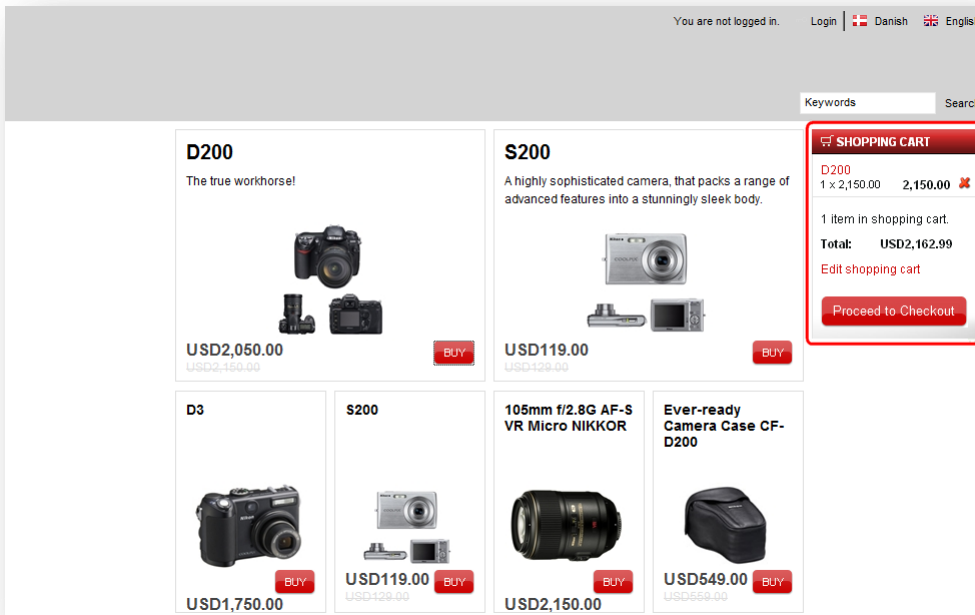 You are not logged in. Login Danish English
Keywords Search
D200
The true workhorse!
USD2,050.00
BUY
USD2,150.00
S200
A highly sophisticated camera, that packs a range of
advanced features into a stunningly sleek body.
Nikon
COOLPIX
USD119.00
BUY
USD129.00
SHOPPING CART
D200
1 x 2,150.00 2,150.00
1 item in shopping cart.
Total: USD2,162.99
Edit shopping cart
Proceed to Checkout
D3
BUY
USD1,750.00
S200
USD119.00
BUY
USD129.00
105mm f/2.8G AF-S
VR Micro NIKKOR
BUY
USD2,150.00
Ever-ready
Camera Case CF-
D200
USD549.00
BUY
USD559.00